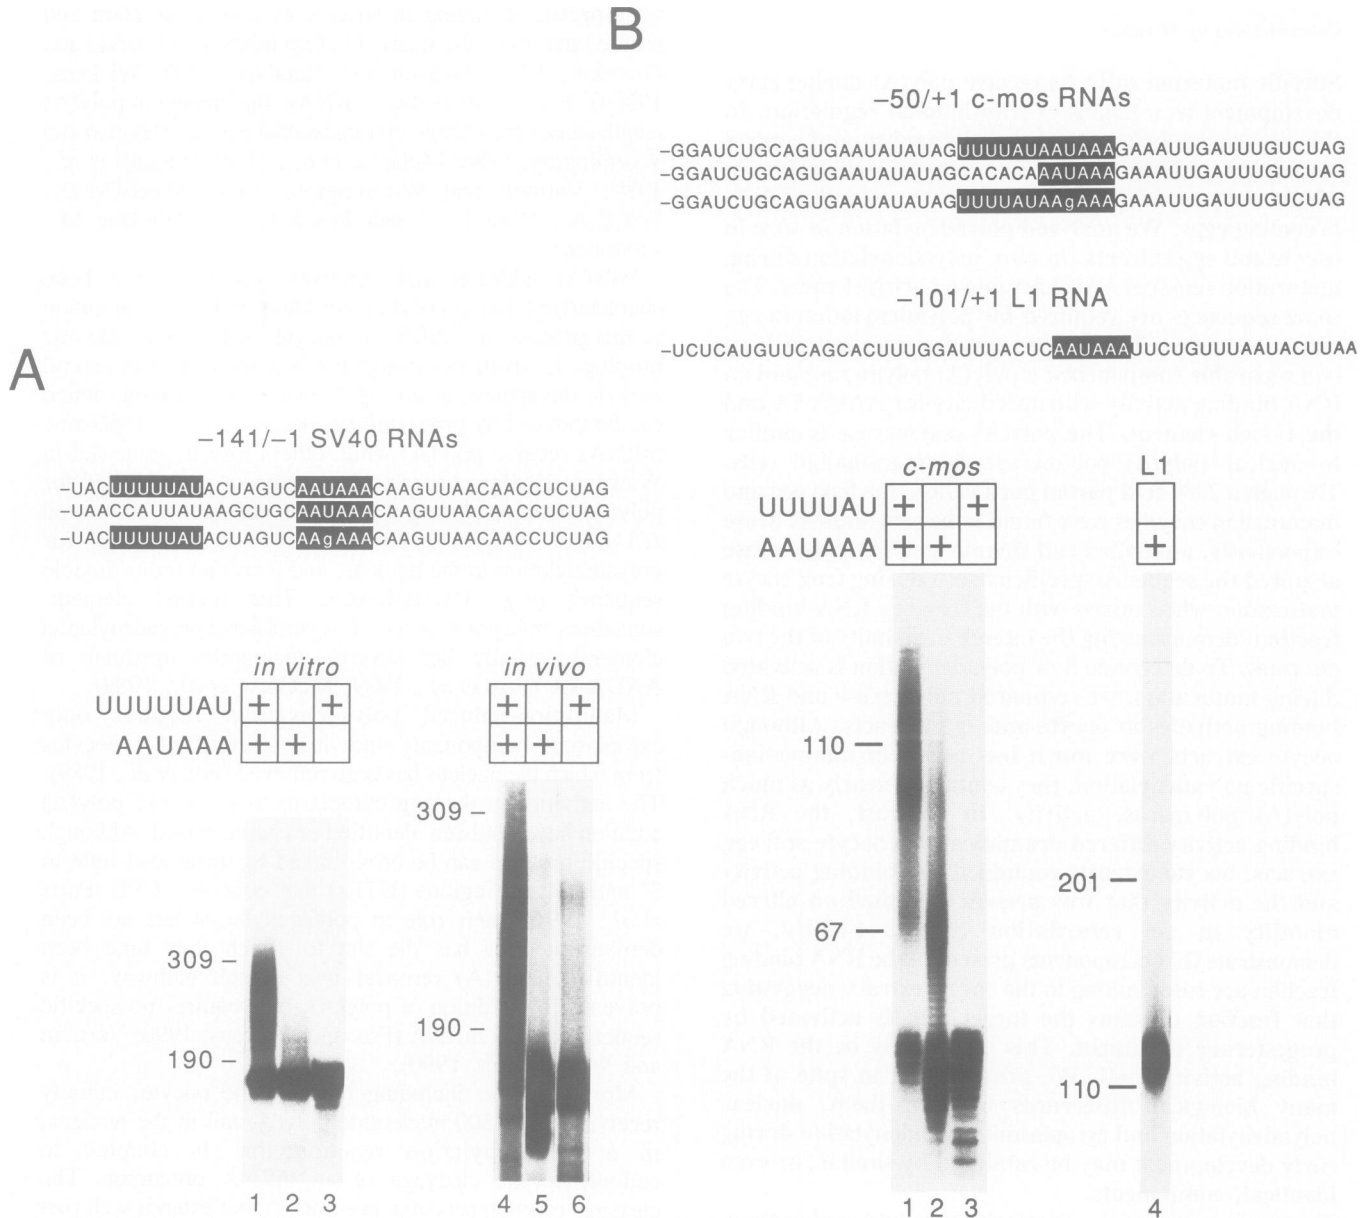 B
−50/+1 c-mos RNAs
−GGAUCUGCAGUGAAUAUAUAGUUUUAUAAUAAAGAAAUUGAUUUGUCUAG
−GGAUCUGCAGUGAAUAUAUAGCACACAAAUAAAGAAAUUGAUUUGUCUAG
−GGAUCUGCAGUGAAUAUAUAGUUUUAUAAgAAAGAAAUUGAUUUGUCUAG
−101/+1 L1 RNA
−UCUCAUGUUCAGCACUUUGGAUUUACUCAAUAAAUUCUGUUUAAUACUUAA
A
−141/−1 SV40 RNAs
−UACUUUUUAUACUAGUCAAUAAACAAGUUAACAACCUCUAG
−UAACCAUUAUAAGCUGCAAUAAACAAGUUAACAACCUCUAG
−UACUUUUUAUACUAGUCAAgAAACAAGUUAACAACCUCUAG
c-mos
L1
UUUUAU + +
AAUAAA + + +
in vitro
in vivo
UUUUUAU + + + +
AAUAAA + + + +
110
309
201
67
309
190
190
110
1 2 3
4 5 6
1 2 3
4